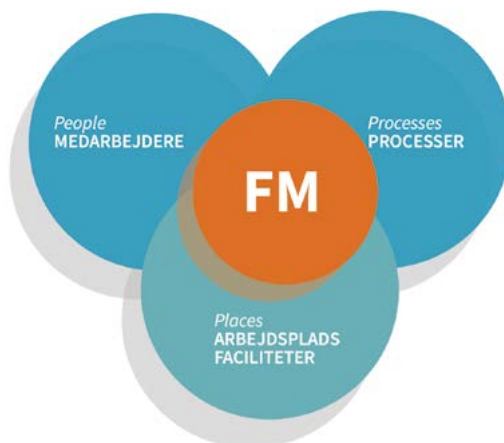 People
MEDARBEJDERE
Processes
PROCESSER
FM
Places
ARBEJDSPLADS
FACILITETER